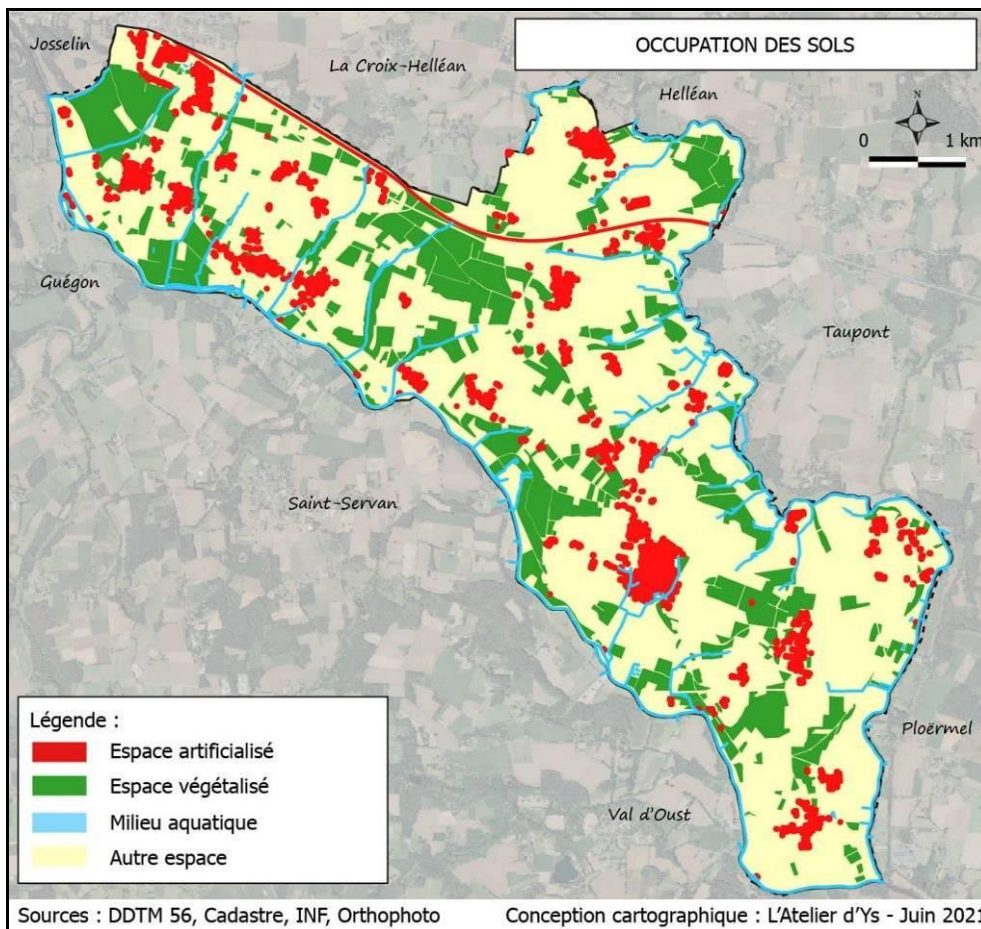 OCCUPATION DES SOLS
Josselin
La Croix-Helléan
Helléan
N
0 1 km
Guégon
Taupont
Saint-Servan
Ploërmel
Val d'Oust
Légende :
Espace artificialisé
Espace végétalisé
Milieu aquatique
Autre espace
Sources : DDTM 56, Cadastre, INF, Orthophoto
Conception cartographique : L'Atelier d'Ys - Juin 2021